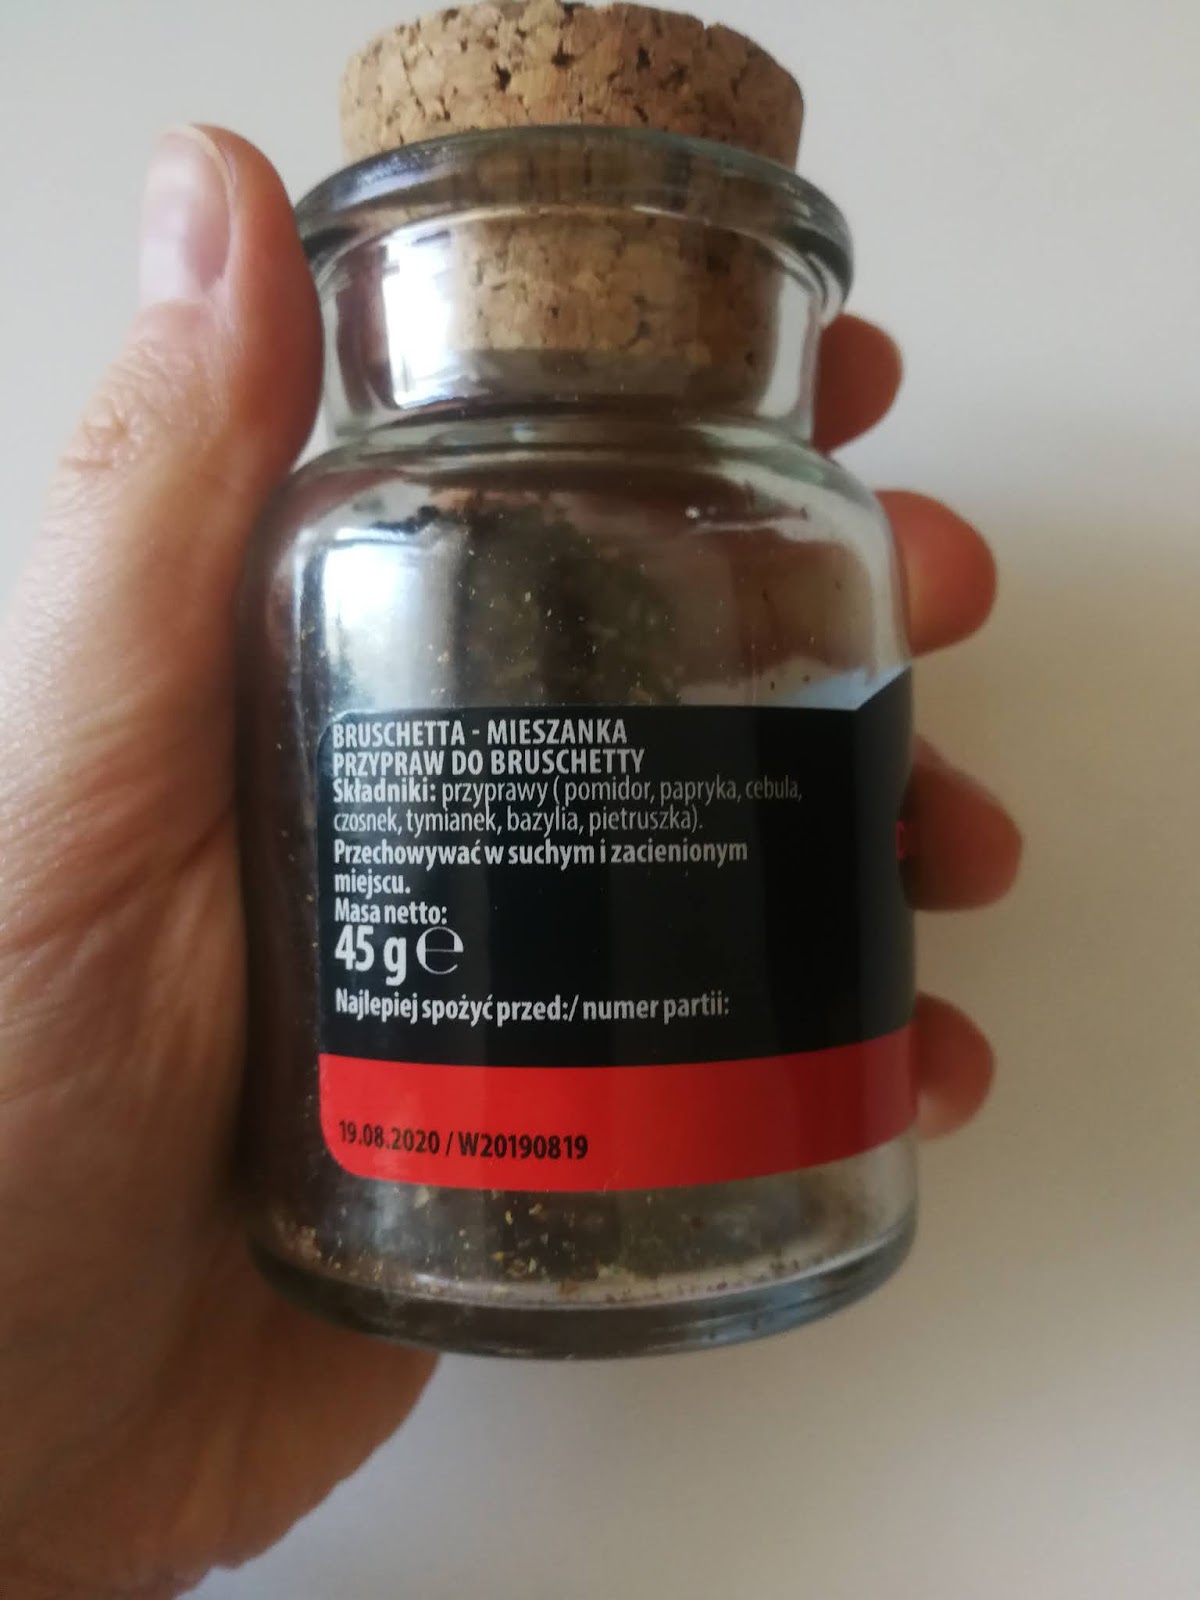 BRUSCHETTA - MIESZANKA
PRZYPRAW DO BRUSCHETTY
Składniki: przyprawy ( pomidor, papryka, cebula,
czosnek, tymianek, bazylia, pietruszka).
Przechowywać w suchym i zacienionym
miejscu.
Masa netto:
45 g ℮
Najlepiej spożyć przed:/ numer partii:
19.08.2020 / W20190819